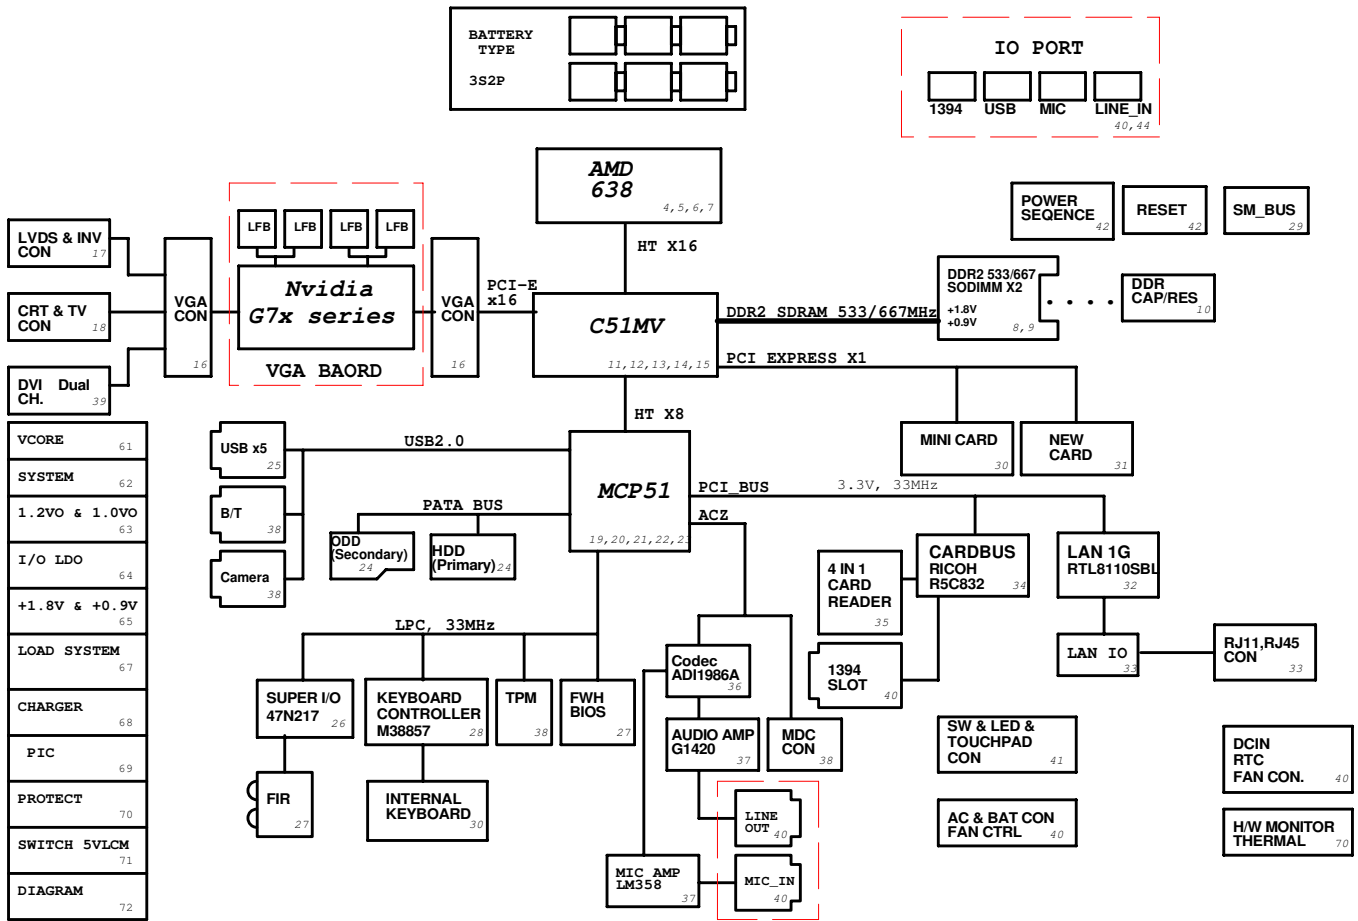 BATTERY
TYPE
3S2P
IO PORT
1394 USB MIC LINE_IN
40,44
AMD
638
4,5,6,7
HT X16
POWER
SEQENCE
42
RESET
42
SM_BUS
29
LVDS & INV
CON
17
CRT & TV
CON
18
DVI Dual
CH.
39
VGA
CON
16
LFB LFB LFB LFB
Nvidia
G7x series
VGA BAORD
VGA
CON
16
PCI-E
x16
C51MV
11,12,13,14,15
DDR2 SDRAM 533/667MHz
DDR2 533/667
SODIMM X2
+1.8V
+0.9V
8,9
DDR
CAP/RES
10
PCI EXPRESS X1
MINI CARD
30
NEW
CARD
31
HT X8
MCP51
19,20,21,22,23
VCORE
61
SYSTEM
62
1.2VO & 1.0VO
63
I/O LDO
64
+1.8V & +0.9V
65
LOAD SYSTEM
67
CHARGER
68
PIC
69
PROTECT
70
SWITCH 5VLCM
71
DIAGRAM
72
USB x5
25
B/T
38
Camera
38
USB2.0
PATA BUS
ODD
(Secondary)
24
HDD
(Primary)
24
PCI_BUS 3.3V, 33MHz
ACZ
4 IN 1
CARD
READER
35
CARDBUS
RICOH
R5C832
34
LAN 1G
RTL8110SBL
32
1394
SLOT
40
LAN IO
33
RJ11,RJ45
CON
33
LPC, 33MHz
SUPER I/O
47N217
26
KEYBOARD
CONTROLLER
M38857
28
TPM
38
FWH
BIOS
27
FIR
27
INTERNAL
KEYBOARD
30
Codec
ADI1986A
36
AUDIO AMP
G1420
37
MDC
CON
38
LINE
OUT
40
MIC AMP
LM358
37
MIC_IN
40
SW & LED &
TOUCHPAD
CON
41
AC & BAT CON
FAN CTRL
40
DCIN
RTC
FAN CON.
40
H/W MONITOR
THERMAL
70